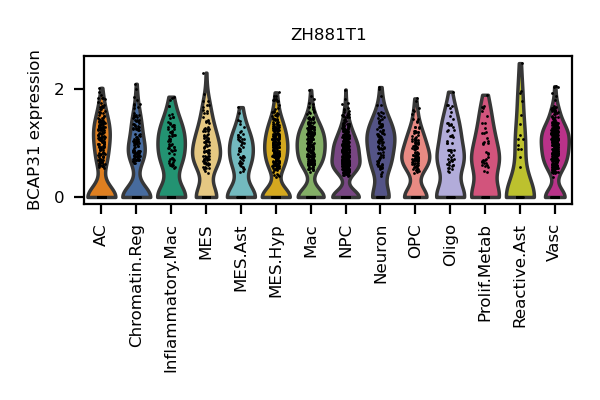 ZH881T1
BCAP31 expression
2
0
AC
Chromatin.Reg
Inflammatory.Mac
MES
MES.Ast
MES.Hyp
Mac
NPC
Neuron
OPC
Oligo
Prolif.Metab
Reactive.Ast
Vasc